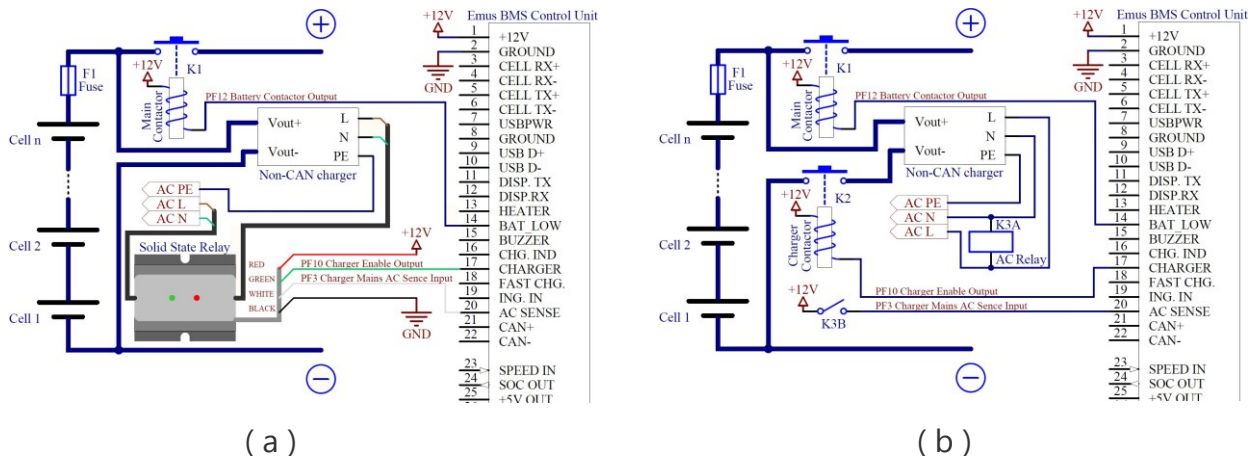 Emus BMS Control Unit
+12V
1 +12V
2 GROUND
3 CELL RX+
4 CELL RX-
5 CELL TX+
6 CELL TX-
7 USBPWR
8 GROUND
9 USB D+
10 USB D-
11 DISP. TX
12 DISP.RX
13 HEATER
14 BAT_LOW
15 BUZZER
16 CHG. IND
17 CHARGER
18 FAST CHG.
19 ING. IN
20 AC SENSE
21 CAN+
22 CAN-
23 SPEED IN
24 SOC OUT
25 +5V OUT
GND
K1
+12V
F1
Fuse
Main
Contactor
PF12 Battery Contactor Output
Cell n
Vout+
Vout-
L
N
PE
Non-CAN charger
AC PE
AC L
AC N
Cell 2
Solid State Relay
+12V
RED
GREEN
WHITE
BLACK
PF10 Charger Enable Output
PF3 Charger Mains AC Sence Input
GND
Cell 1
( a )
Emus BMS Control Unit
+12V
1 +12V
2 GROUND
3 CELL RX+
4 CELL RX-
5 CELL TX+
6 CELL TX-
7 USBPWR
8 GROUND
9 USB D+
10 USB D-
11 DISP. TX
12 DISP.RX
13 HEATER
14 BAT_LOW
15 BUZZER
16 CHG. IND
17 CHARGER
18 FAST CHG.
19 ING. IN
20 AC SENSE
21 CAN+
22 CAN-
23 SPEED IN
24 SOC OUT
25 +5V OUT
GND
K1
+12V
F1
Fuse
Main
Contactor
PF12 Battery Contactor Output
Cell n
Vout+
Vout-
L
N
PE
Non-CAN charger
K2
+12V
Charger
Contactor
AC PE
AC N
AC L
K3A
AC Relay
Cell 2
PF10 Charger Enable Output
+12V
PF3 Charger Mains AC Sence Input
K3B
Cell 1
( b )